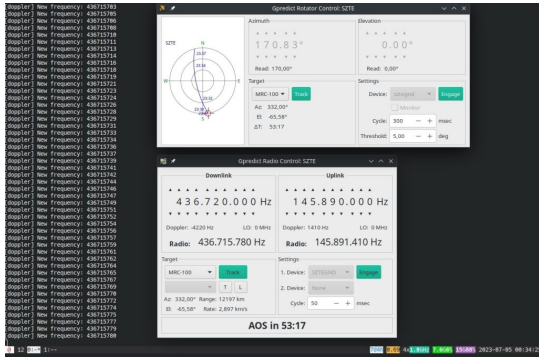 [doppler] New frequency: 436715703
[doppler] New frequency: 436715705
[doppler] New frequency: 436715706
[doppler] New frequency: 436715708
[doppler] New frequency: 436715710
[doppler] New frequency: 436715711
[doppler] New frequency: 436715713
[doppler] New frequency: 436715714
[doppler] New frequency: 436715716
[doppler] New frequency: 436715718
[doppler] New frequency: 436715719
[doppler] New frequency: 436715721
[doppler] New frequency: 436715723
[doppler] New frequency: 436715724
[doppler] New frequency: 436715726
[doppler] New frequency: 436715728
[doppler] New frequency: 436715729
[doppler] New frequency: 436715731
[doppler] New frequency: 436715733
[doppler] New frequency: 436715734
[doppler] New frequency: 436715736
[doppler] New frequency: 436715737
[doppler] New frequency: 436715739
[doppler] New frequency: 436715741
[doppler] New frequency: 436715742
[doppler] New frequency: 436715744
[doppler] New frequency: 436715746
[doppler] New frequency: 436715747
[doppler] New frequency: 436715749
[doppler] New frequency: 436715751
[doppler] New frequency: 436715752
[doppler] New frequency: 436715754
[doppler] New frequency: 436715756
[doppler] New frequency: 436715757
[doppler] New frequency: 436715759
[doppler] New frequency: 436715761
[doppler] New frequency: 436715762
[doppler] New frequency: 436715764
[doppler] New frequency: 436715765
[doppler] New frequency: 436715767
[doppler] New frequency: 436715769
[doppler] New frequency: 436715770
[doppler] New frequency: 436715772
[doppler] New frequency: 436715774
[doppler] New frequency: 436715775
[doppler] New frequency: 436715777
[doppler] New frequency: 436715779
Gpredict Rotator Control: SZTE
SZTE
N
W
E
Azimuth
170.83°
Read: 170,00°
Elevation
0.00°
Read: 0,00°
Target
MRC-100
Track
Az: 332,00°
El: -65,58°
ΔT: 53:17
Settings
Device:
Engage
Monitor
Cycle: 300 − + msec
Threshold: 5,00 − + deg
Gpredict Radio Control: SZTE
Downlink
436.720.000 Hz
Doppler: -4220 Hz LO: 0 MHz
Radio: 436.715.780 Hz
Uplink
145.890.000 Hz
Doppler: 1410 Hz LO: 0 MHz
Radio: 145.891.410 Hz
Target
MRC-100
Track
T L
Az: 332,00° Range: 12197 km
El: -65,58° Rate: 2,897 km/s
Settings
1. Device: Engage
2. Device: None
Cycle: 50 − + msec
AOS in 53:17
2023-07-05 00:34:2